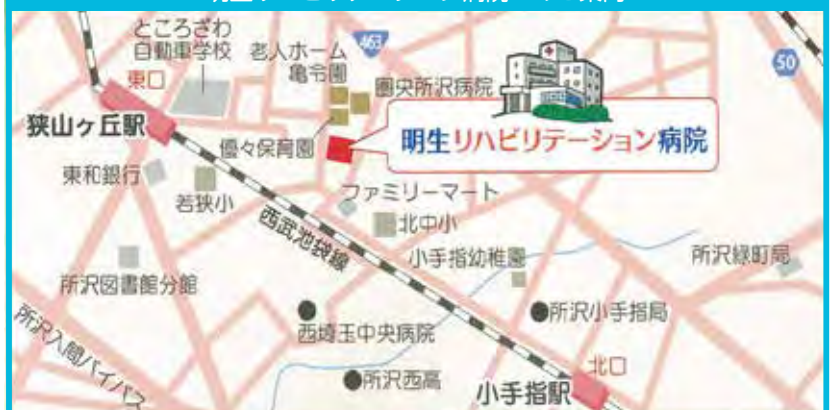 ところざわ
自動車学校
老人ホーム
亀令園
463
圏央所沢病院
50
東口
狭山ヶ丘駅
優々保育園
明生リハビリテーション病院
東和銀行
若狭小
ファミリーマート
北中小
西武池袋線
小手指幼稚園
所沢緑町局
所沢図書館分館
西埼玉中央病院
所沢小手指局
所沢入間バイパス
所沢西高
北口
小手指駅